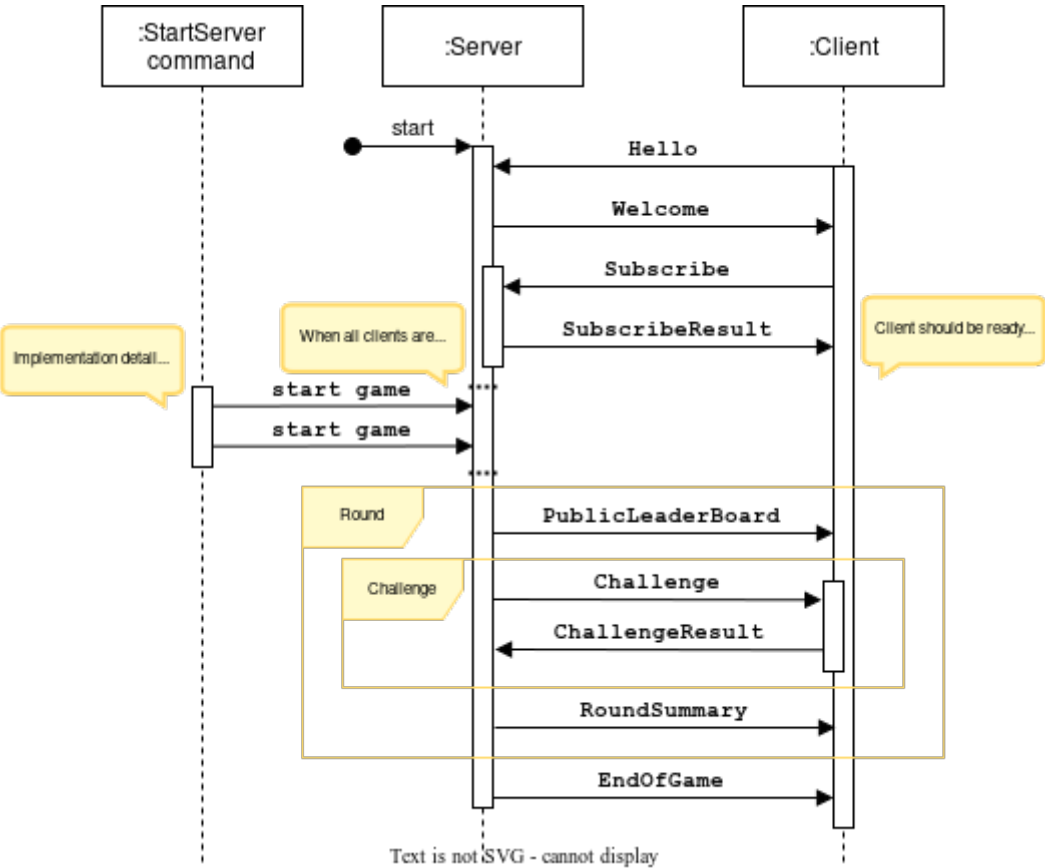 :StartServer
command
:Server
:Client
start
Hello
Welcome
Subscribe
SubscribeResult
When all clients are...
Client should be ready...
Implementation detail...
start game
start game
Round
PublicLeaderBoard
Challenge
Challenge
ChallengeResult
RoundSummary
EndOfGame
Text is not SVG - cannot display